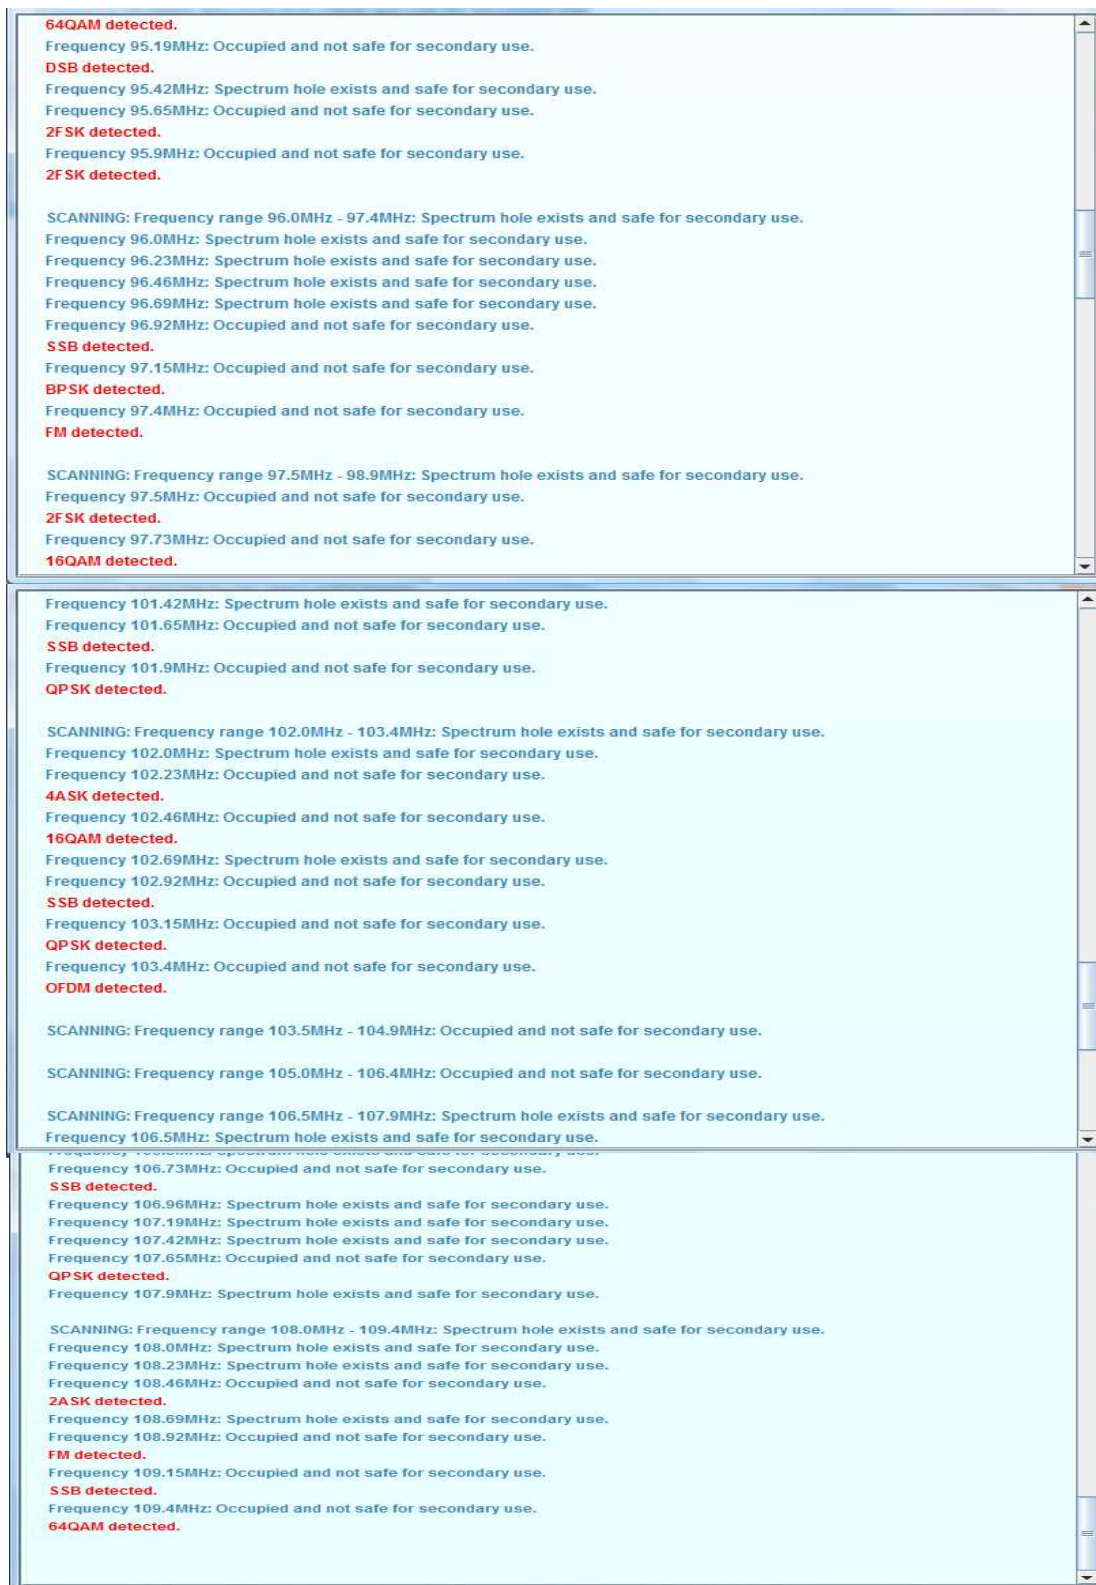 64QAM detected.
Frequency 95.19MHz: Occupied and not safe for secondary use.
DSB detected.
Frequency 95.42MHz: Spectrum hole exists and safe for secondary use.
Frequency 95.65MHz: Occupied and not safe for secondary use.
2FSK detected.
Frequency 95.9MHz: Occupied and not safe for secondary use.
2FSK detected.
SCANNING: Frequency range 96.0MHz - 97.4MHz: Spectrum hole exists and safe for secondary use.
Frequency 96.0MHz: Spectrum hole exists and safe for secondary use.
Frequency 96.23MHz: Spectrum hole exists and safe for secondary use.
Frequency 96.46MHz: Spectrum hole exists and safe for secondary use.
Frequency 96.69MHz: Spectrum hole exists and safe for secondary use.
Frequency 96.92MHz: Occupied and not safe for secondary use.
SSB detected.
Frequency 97.15MHz: Occupied and not safe for secondary use.
BPSK detected.
Frequency 97.4MHz: Occupied and not safe for secondary use.
FM detected.
SCANNING: Frequency range 97.5MHz - 98.9MHz: Spectrum hole exists and safe for secondary use.
Frequency 97.5MHz: Occupied and not safe for secondary use.
2FSK detected.
Frequency 97.73MHz: Occupied and not safe for secondary use.
16QAM detected.
Frequency 101.42MHz: Spectrum hole exists and safe for secondary use.
Frequency 101.65MHz: Occupied and not safe for secondary use.
SSB detected.
Frequency 101.9MHz: Occupied and not safe for secondary use.
QPSK detected.
SCANNING: Frequency range 102.0MHz - 103.4MHz: Spectrum hole exists and safe for secondary use.
Frequency 102.0MHz: Spectrum hole exists and safe for secondary use.
Frequency 102.23MHz: Occupied and not safe for secondary use.
4ASK detected.
Frequency 102.46MHz: Occupied and not safe for secondary use.
16QAM detected.
Frequency 102.69MHz: Spectrum hole exists and safe for secondary use.
Frequency 102.92MHz: Occupied and not safe for secondary use.
SSB detected.
Frequency 103.15MHz: Occupied and not safe for secondary use.
QPSK detected.
Frequency 103.4MHz: Occupied and not safe for secondary use.
OFDM detected.
SCANNING: Frequency range 103.5MHz - 104.9MHz: Occupied and not safe for secondary use.
SCANNING: Frequency range 105.0MHz - 106.4MHz: Occupied and not safe for secondary use.
SCANNING: Frequency range 106.5MHz - 107.9MHz: Spectrum hole exists and safe for secondary use.
Frequency 106.5MHz: Spectrum hole exists and safe for secondary use.
Frequency 106.73MHz: Occupied and not safe for secondary use.
SSB detected.
Frequency 106.96MHz: Spectrum hole exists and safe for secondary use.
Frequency 107.19MHz: Spectrum hole exists and safe for secondary use.
Frequency 107.42MHz: Spectrum hole exists and safe for secondary use.
Frequency 107.65MHz: Occupied and not safe for secondary use.
QPSK detected.
Frequency 107.9MHz: Spectrum hole exists and safe for secondary use.
SCANNING: Frequency range 108.0MHz - 109.4MHz: Spectrum hole exists and safe for secondary use.
Frequency 108.0MHz: Spectrum hole exists and safe for secondary use.
Frequency 108.23MHz: Spectrum hole exists and safe for secondary use.
Frequency 108.46MHz: Occupied and not safe for secondary use.
2ASK detected.
Frequency 108.69MHz: Spectrum hole exists and safe for secondary use.
Frequency 108.92MHz: Occupied and not safe for secondary use.
FM detected.
Frequency 109.15MHz: Occupied and not safe for secondary use.
SSB detected.
Frequency 109.4MHz: Occupied and not safe for secondary use.
64QAM detected.